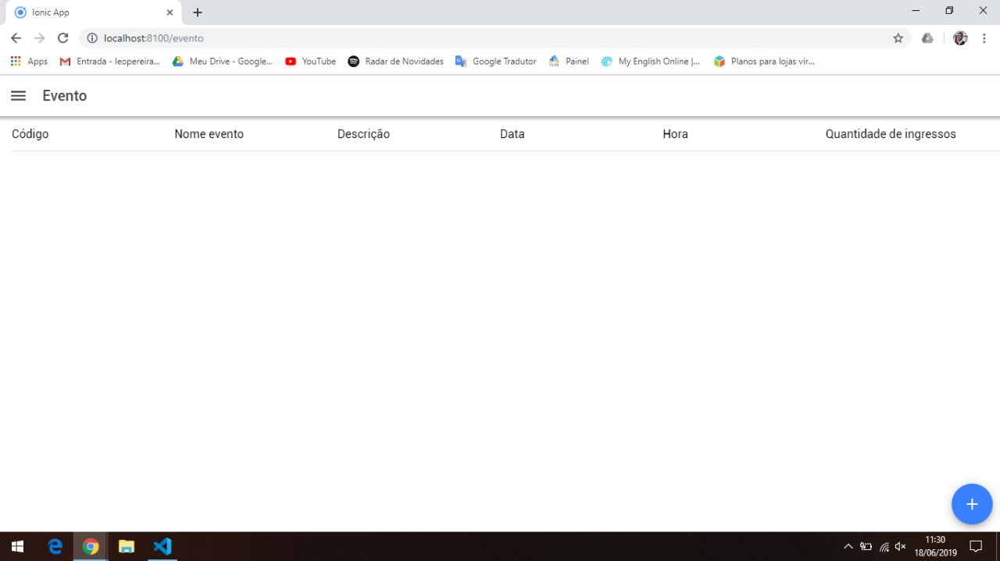 Ionic App
localhost:8100/evento
Apps Entrada - leopereira... Meu Drive - Google... YouTube Radar de Novidades Google Tradutor Painel My English Online |... Planos para lojas vir...
Evento
Código Nome evento Descrição Data Hora Quantidade de ingressos
11:30
18/06/2019